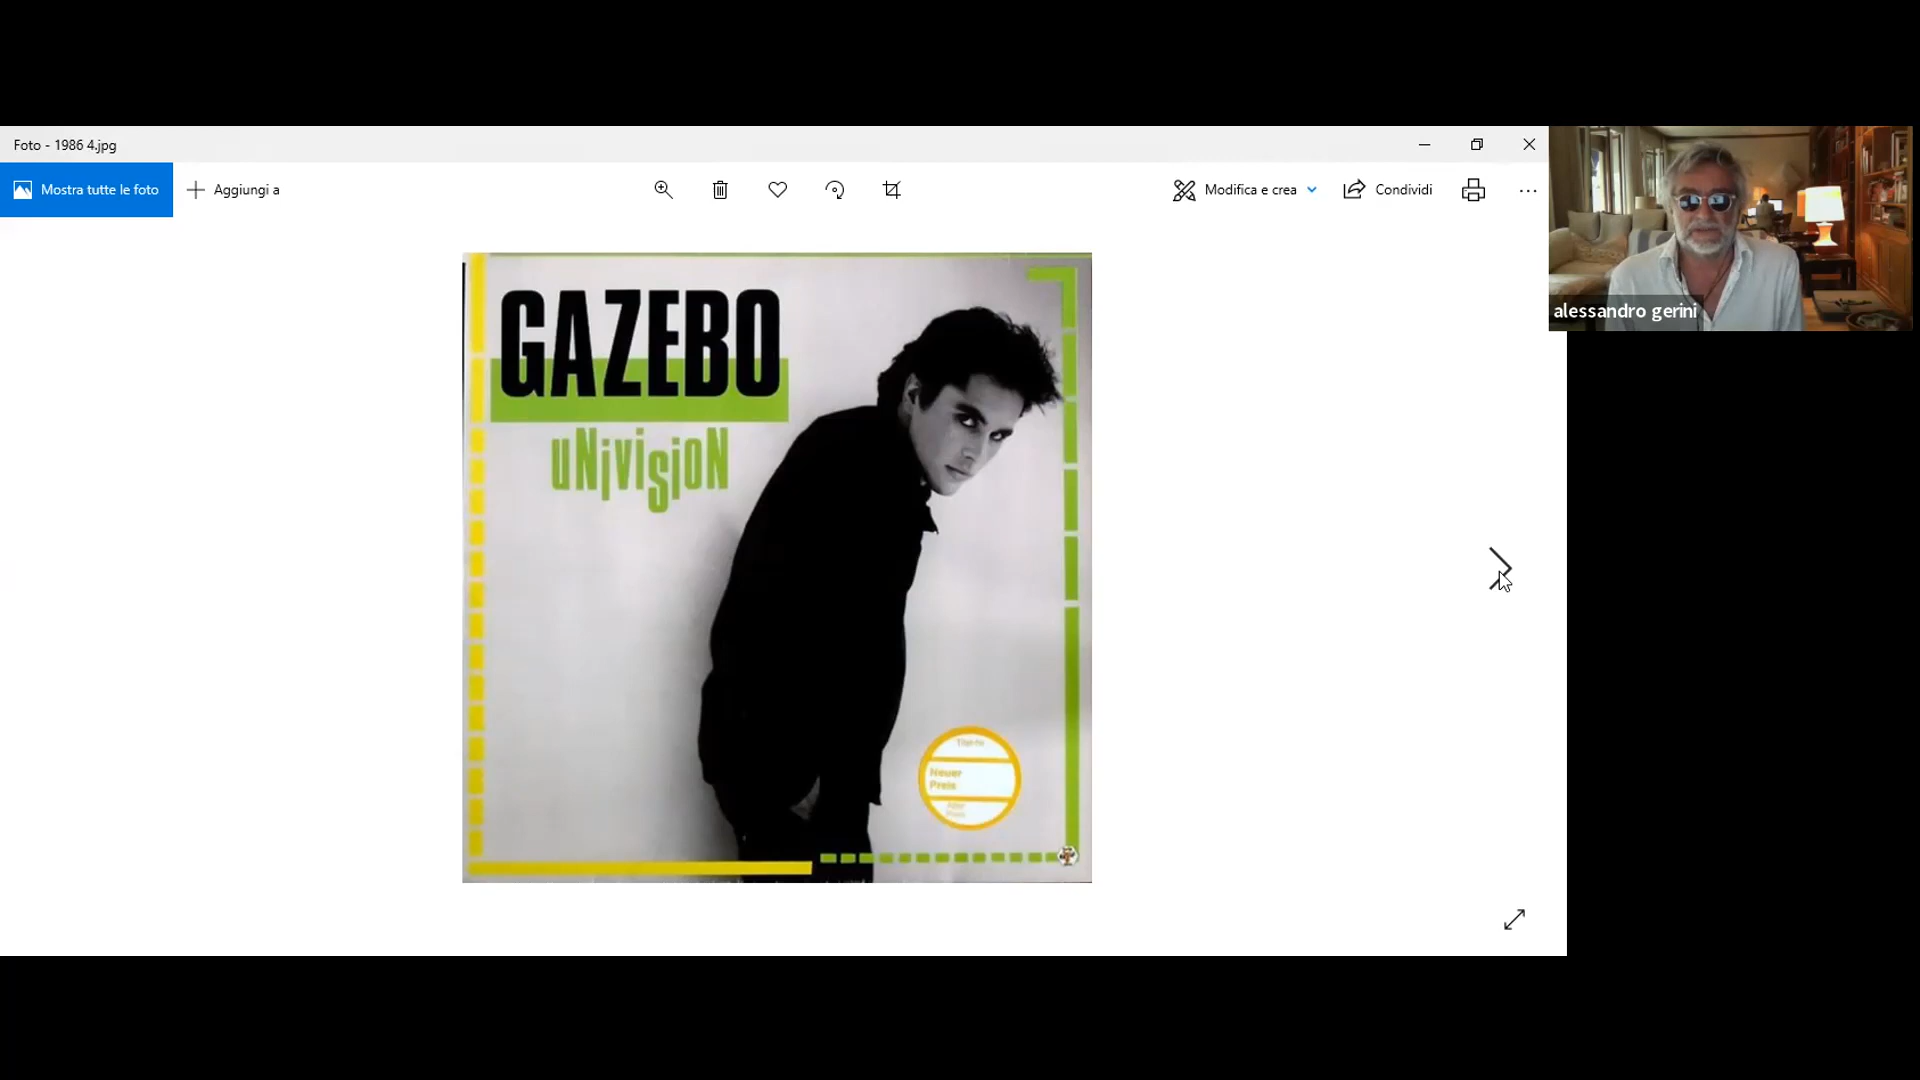 Foto - 1986 4.jpg
Mostra tutte le foto
Aggiungi a
Modifica e crea
Condividi
alessandro gerini
GAZEBO
uNiViSioN
Neuer
Preis